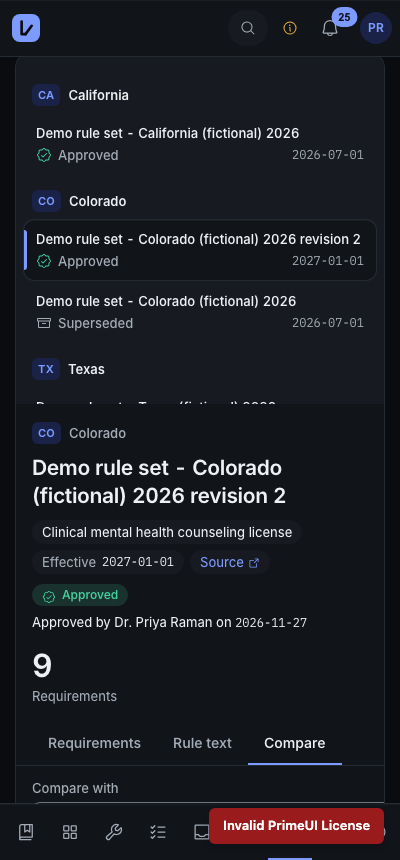 25
PR
CA California
Demo rule set - California (fictional) 2026
Approved 2026-07-01
CO Colorado
Demo rule set - Colorado (fictional) 2026 revision 2
Approved 2027-01-01
Demo rule set - Colorado (fictional) 2026
Superseded 2026-07-01
TX Texas
CO Colorado
Demo rule set - Colorado
(fictional) 2026 revision 2
Clinical mental health counseling license
Effective 2027-01-01 Source
Approved
Approved by Dr. Priya Raman on 2026-11-27
9
Requirements
Requirements Rule text Compare
Compare with
Invalid PrimeUI License